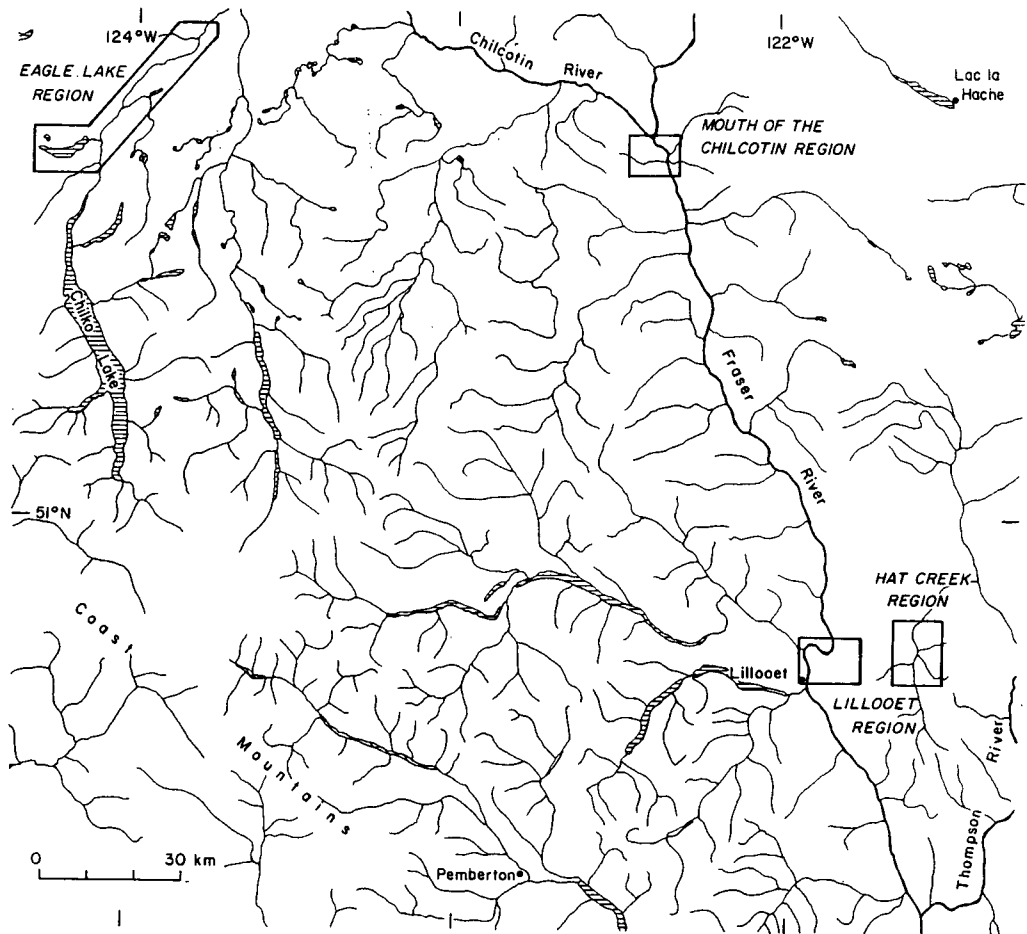 124°W
Chilcotin
River
122°W
EAGLE LAKE
REGION
Lac la
Hache
MOUTH OF THE
CHILCOTIN REGION
Chilko
Lake
Fraser
River
51°N
HAT CREEK
REGION
Coast
Mountains
Lillooet
LILLOOET
REGION
River
Thompson
0 30 km
Pemberton